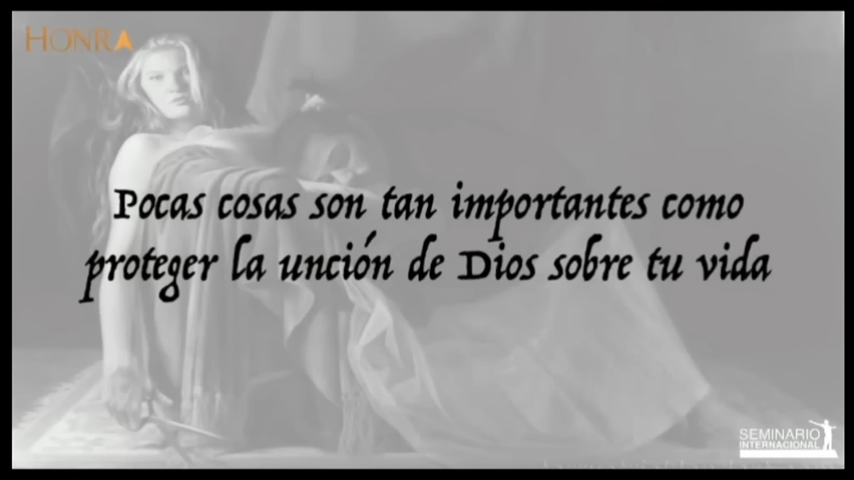 HONRA
Pocas cosas son tan importantes como
proteger la unción de Dios sobre tu vida
SEMINARIO
INTERNACIONAL